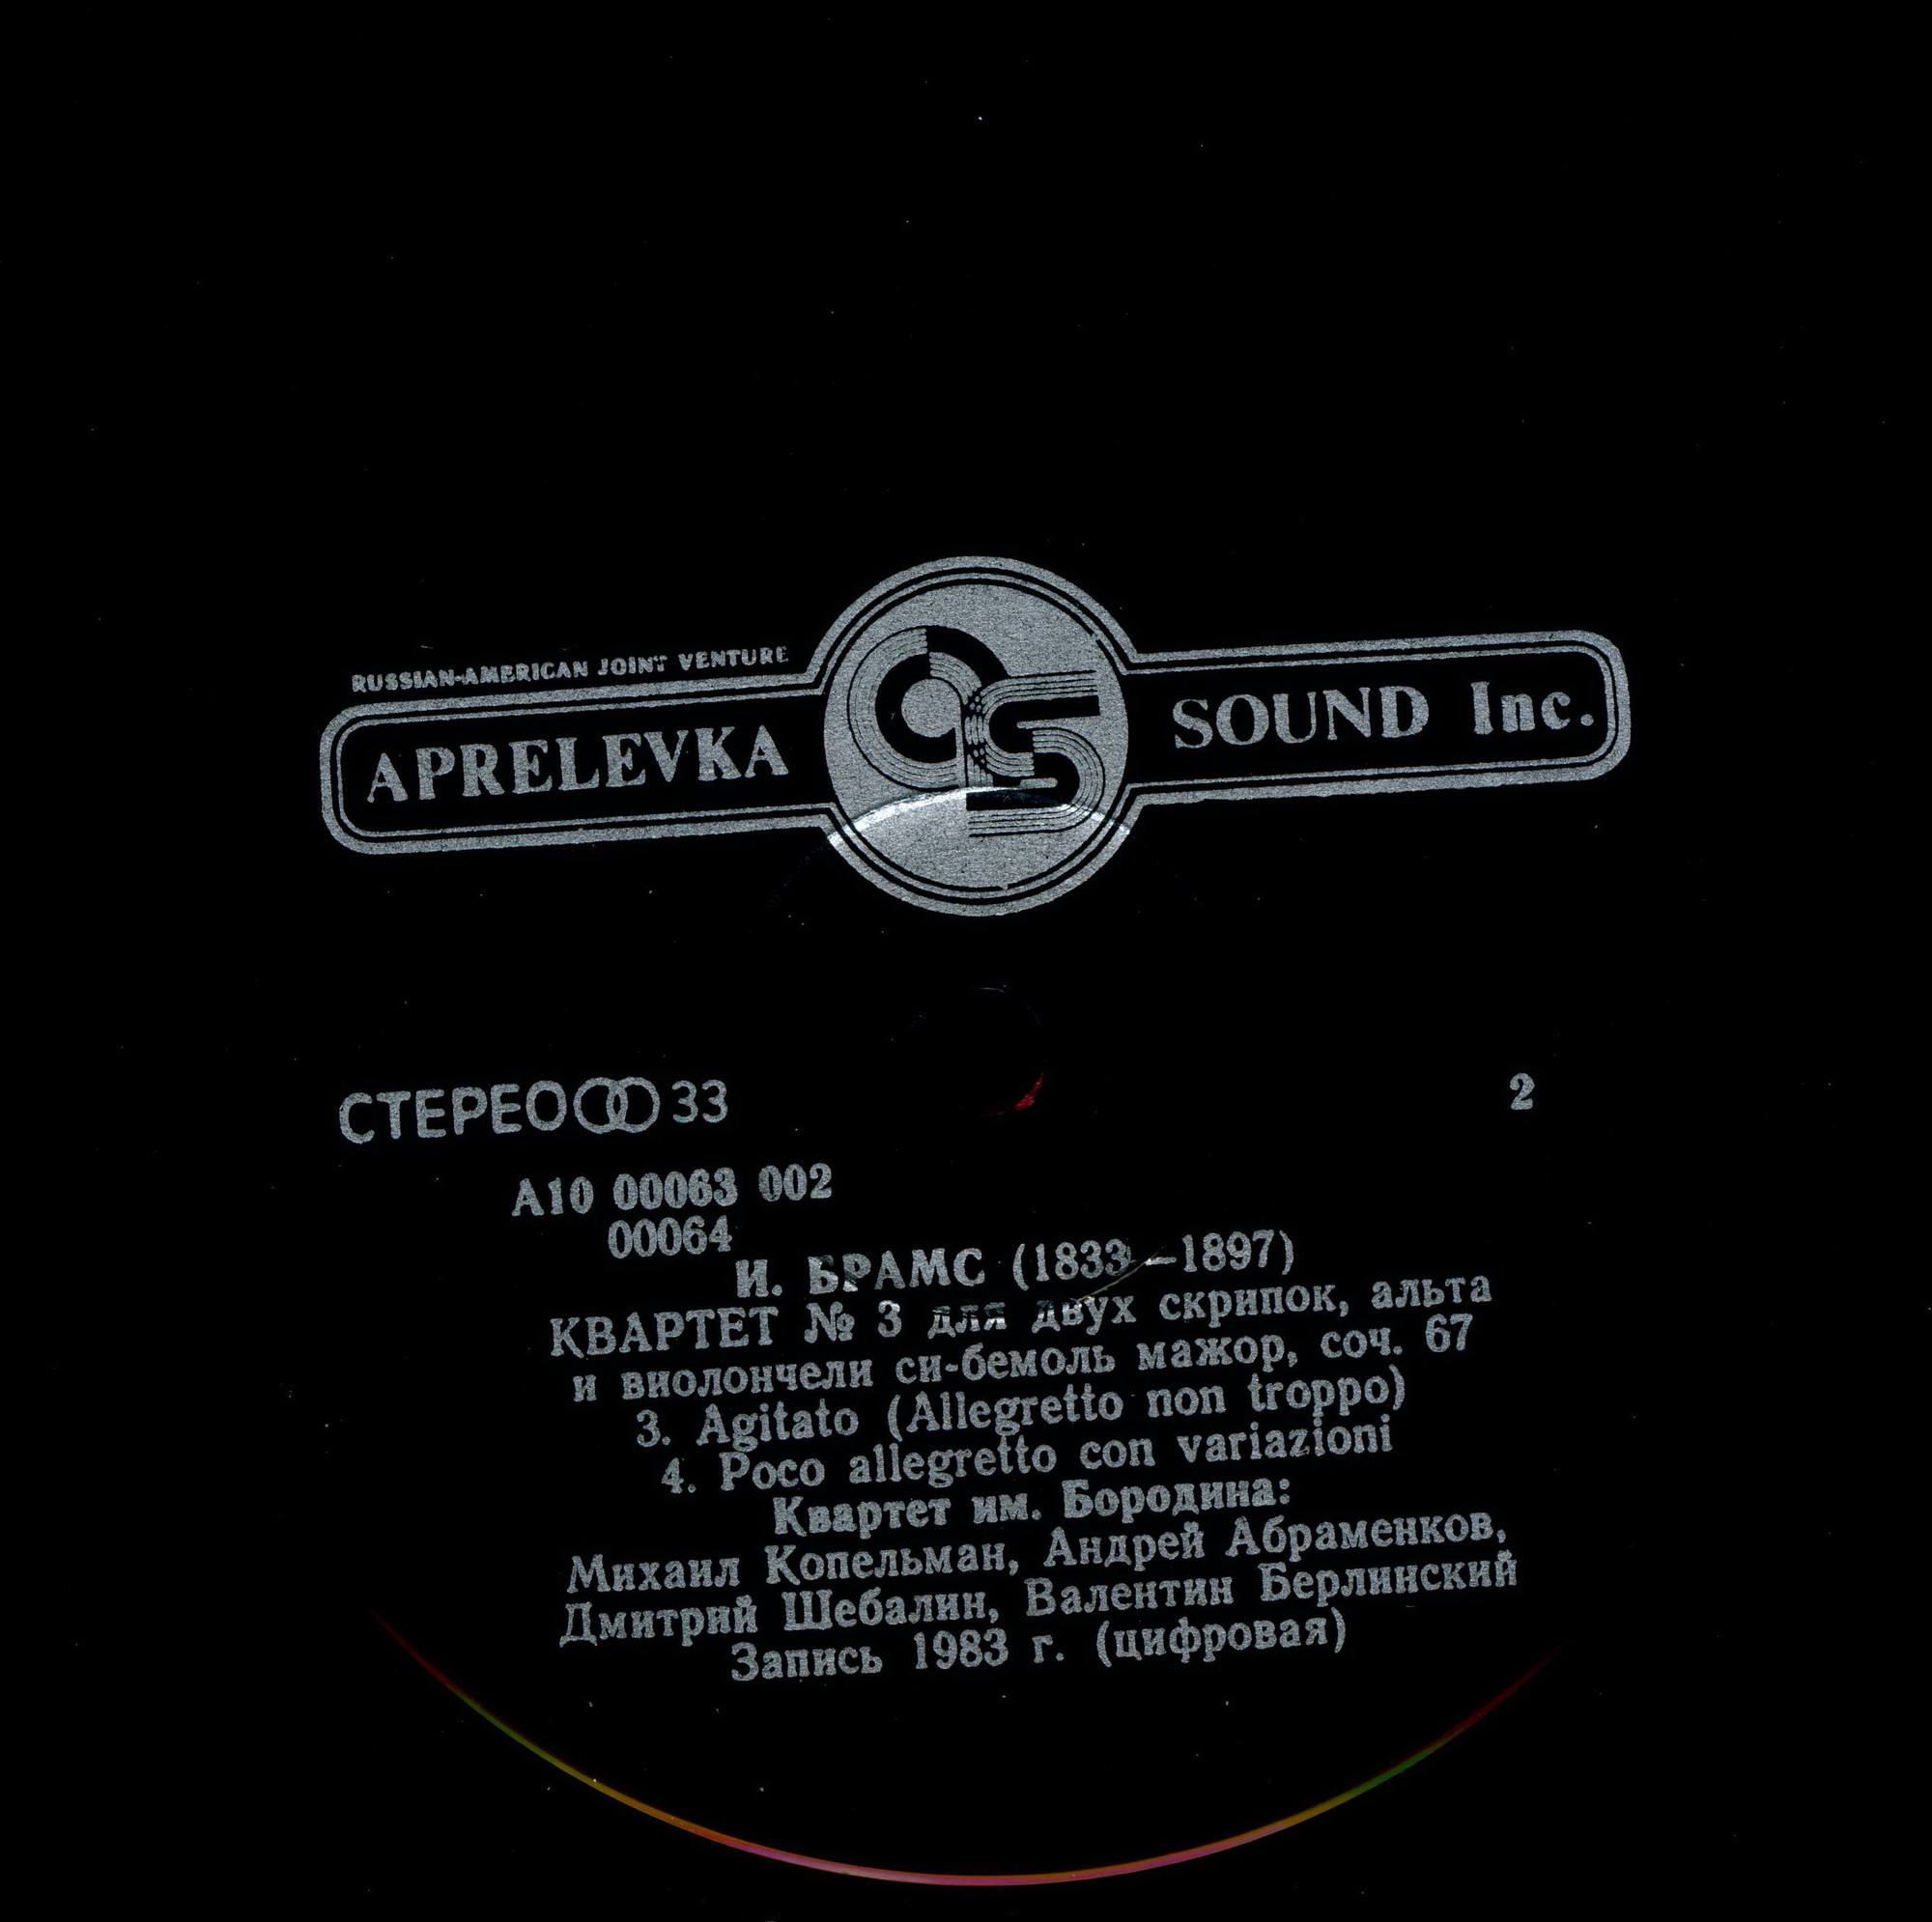 RUSSIAN-AMERICAN JOINT VENTURE
APRELEVKA SOUND Inc.
СТЕРЕО 33
2
А10 00063 002
00064
И. БРАМС (1833—1897)
КВАРТЕТ № 3 для двух скрипок, альта
и виолончели си-бемоль мажор, соч. 67
3. Agitato (Allegretto non troppo)
4. Poco allegretto con variazioni
Квартет им. Бородина:
Михаил Копельман, Андрей Абраменков,
Дмитрий Шебалин, Валентин Берлинский
Запись 1983 г. (цифровая)